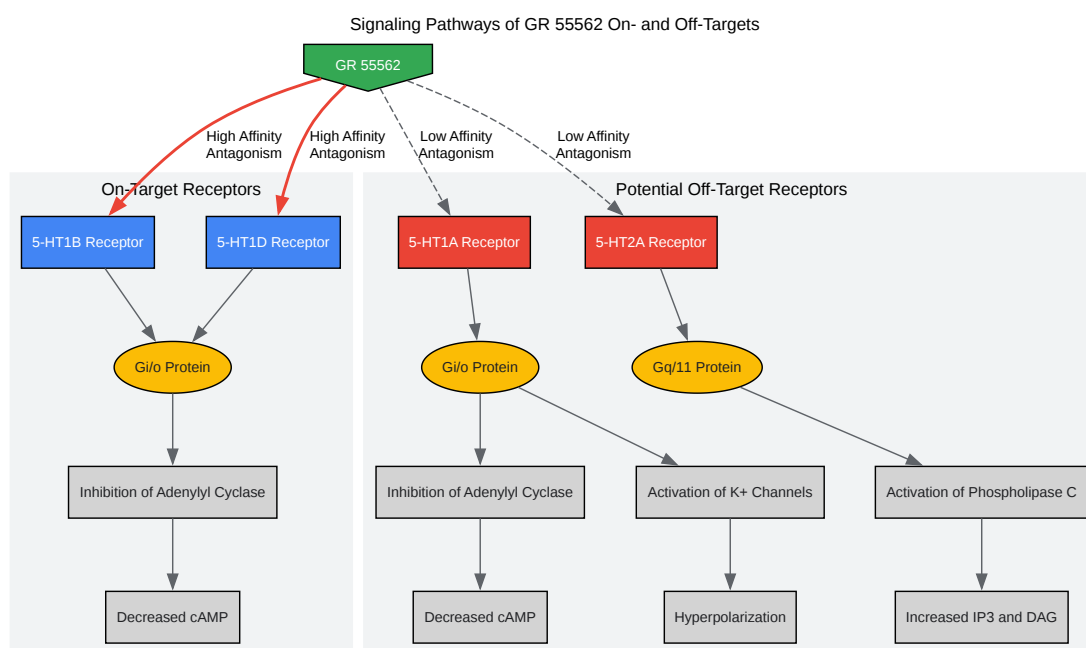 Signaling Pathways of GR 55562 On- and Off-Targets
GR 55562
High Affinity
Antagonism
High Affinity
Antagonism
Low Affinity
Antagonism
Low Affinity
Antagonism
On-Target Receptors
Potential Off-Target Receptors
5-HT1B Receptor
5-HT1D Receptor
5-HT1A Receptor
5-HT2A Receptor
Gi/o Protein
Gi/o Protein
Gq/11 Protein
Inhibition of Adenylyl Cyclase
Inhibition of Adenylyl Cyclase
Activation of K+ Channels
Activation of Phospholipase C
Decreased cAMP
Decreased cAMP
Hyperpolarization
Increased IP3 and DAG